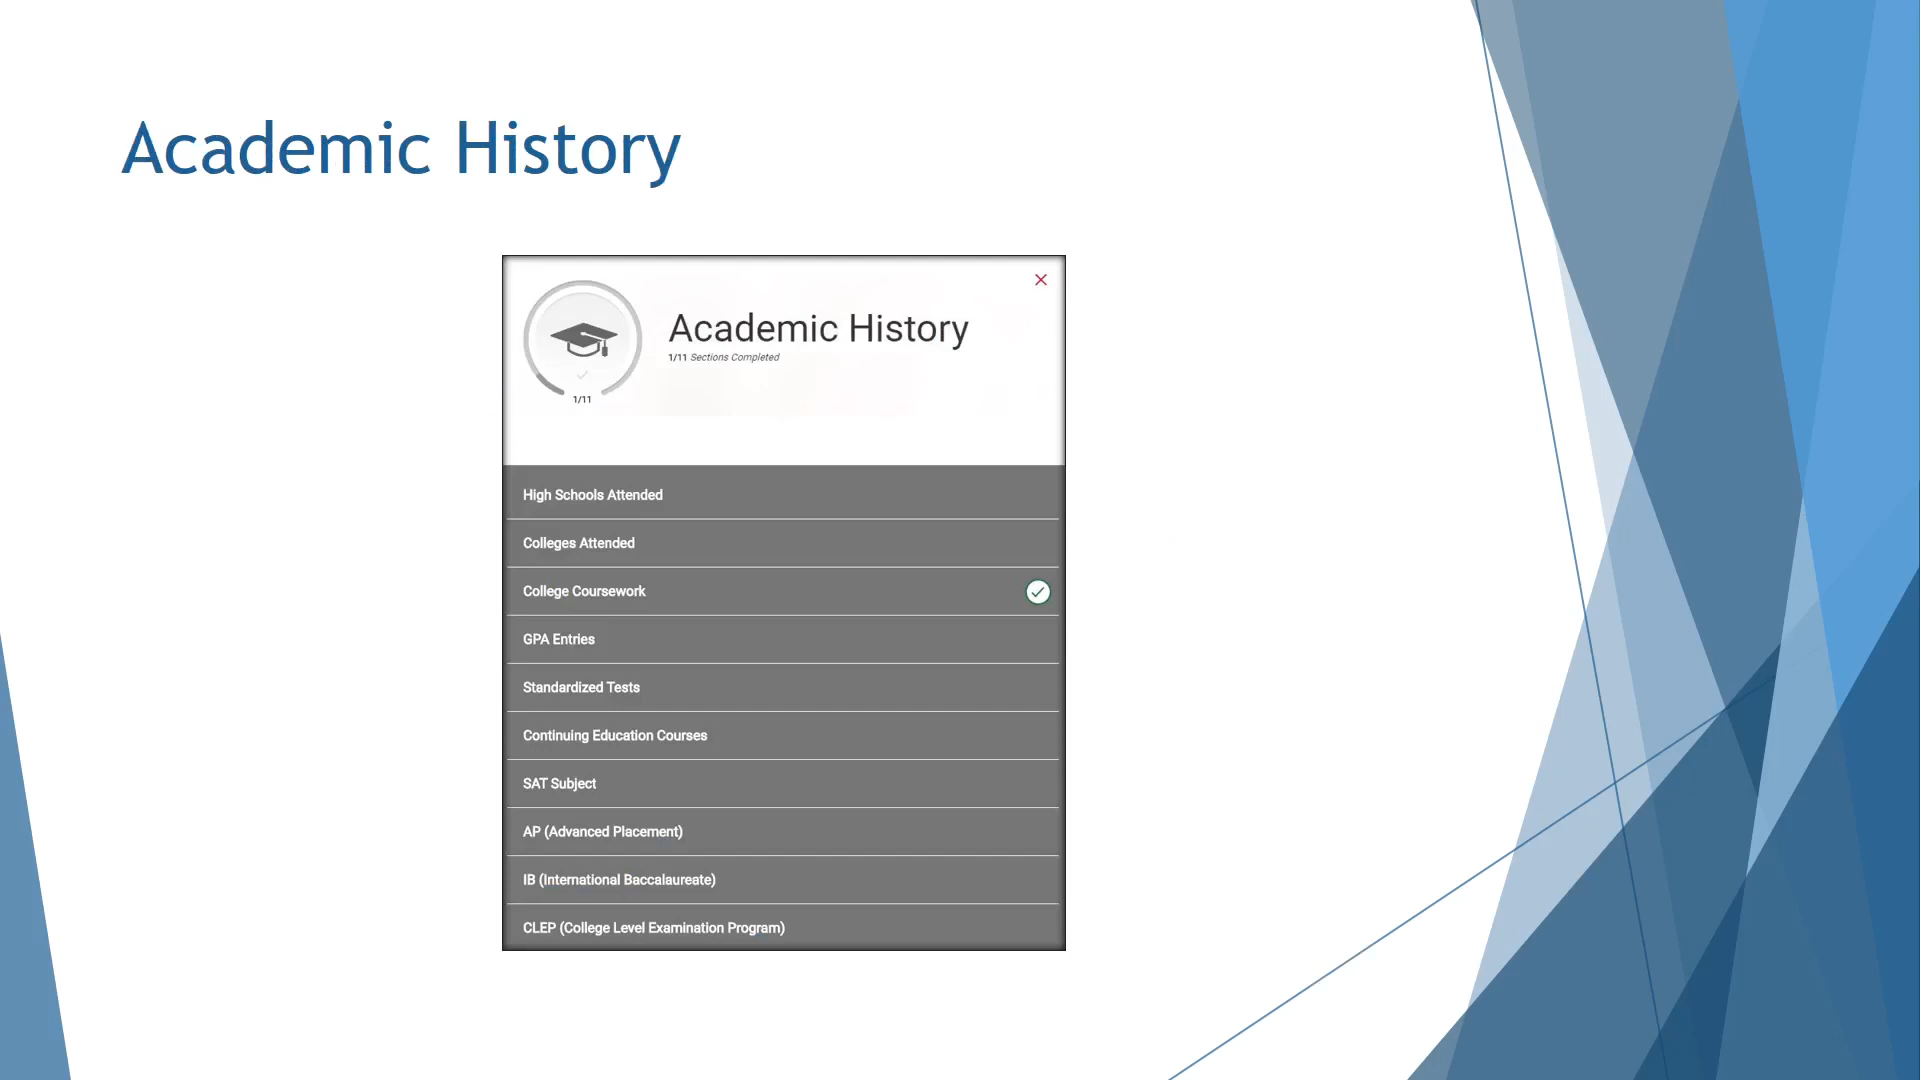 Academic History
Academic History
1/11 Sections Completed
1/11
High Schools Attended
Colleges Attended
College Coursework
GPA Entries
Standardized Tests
Continuing Education Courses
SAT Subject
AP (Advanced Placement)
IB (International Baccalaureate)
CLEP (College Level Examination Program)